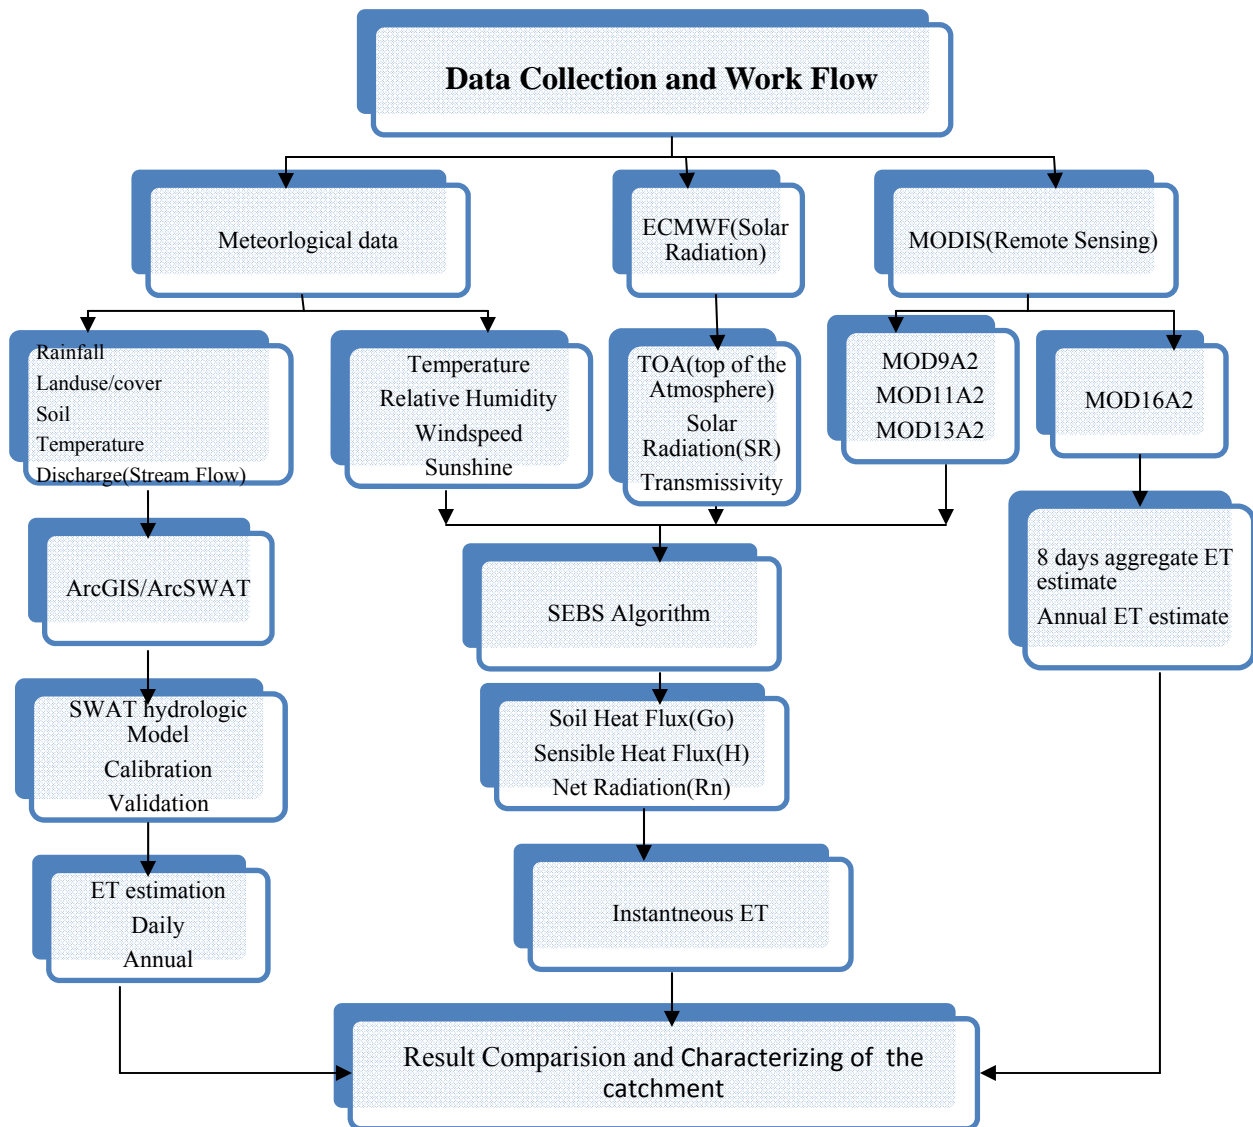 Data Collection and Work Flow
Meteorlogical data
ECMWF(Solar
Radiation)
MODIS(Remote Sensing)
Rainfall
Landuse/cover
Soil
Temperature
Discharge(Stream Flow)
Temperature
Relative Humidity
Windspeed
Sunshine
TOA(top of the
Atmosphere)
Solar
Radiation(SR)
Transmissivity
MOD9A2
MOD11A2
MOD13A2
MOD16A2
ArcGIS/ArcSWAT
SEBS Algorithm
8 days aggregate ET
estimate
Annual ET estimate
SWAT hydrologic
Model
Calibration
Validation
Soil Heat Flux(Go)
Sensible Heat Flux(H)
Net Radiation(Rn)
ET estimation
Daily
Annual
Instantneous ET
Result Comparision and Characterizing of the
catchment